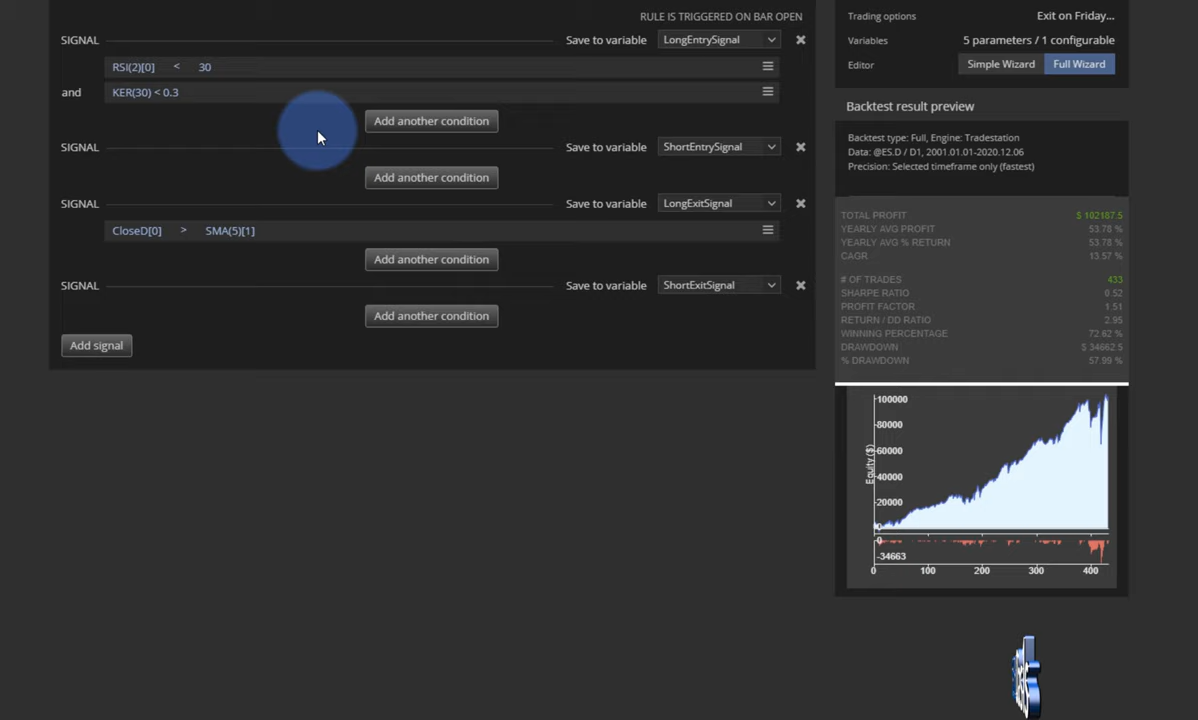 RULE IS TRIGGERED ON BAR OPEN
SIGNAL Save to variable LongEntrySignal
RSI(2)[0] < 30
and KER(30) < 0.3
Add another condition
SIGNAL Save to variable ShortEntrySignal
Add another condition
SIGNAL Save to variable LongExitSignal
CloseD[0] > SMA(5)[1]
Add another condition
SIGNAL Save to variable ShortExitSignal
Add another condition
Add signal
Trading options Exit on Friday...
Variables 5 parameters / 1 configurable
Editor Simple Wizard Full Wizard
Backtest result preview
Backtest type: Full, Engine: Tradestation
Data: @ES.D / D1, 2001.01.01-2020.12.06
Precision: Selected timeframe only (fastest)
TOTAL PROFIT $ 102187.5
YEARLY AVG PROFIT 53.78 %
YEARLY AVG % RETURN 53.78 %
CAGR 13.57 %
# OF TRADES 433
SHARPE RATIO 0.52
PROFIT FACTOR 1.51
RETURN / DD RATIO 2.95
WINNING PERCENTAGE 72.62 %
DRAWDOWN $ 34662.5
% DRAWDOWN 57.99 %
100000
80000
60000
40000
20000
0
Equity ($)
0
-34663
0 100 200 300 400